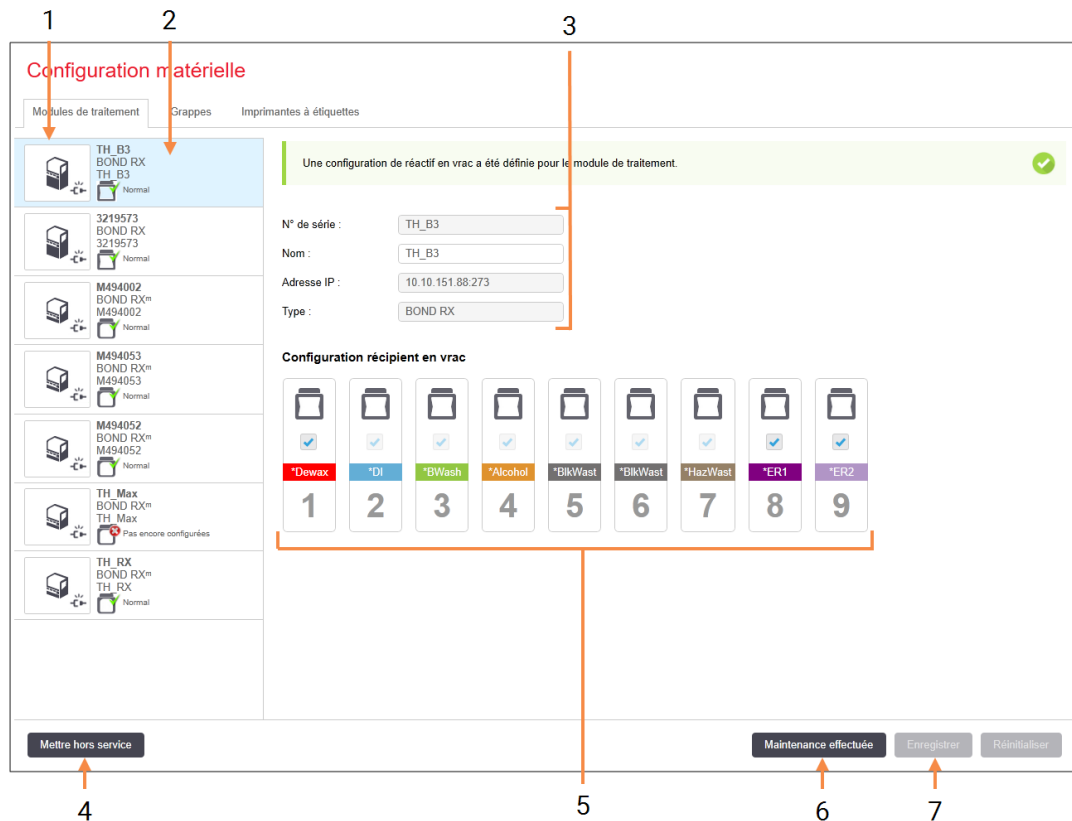 1
2
3
Configuration matérielle
Modules de traitement
Grappes
Imprimantes à étiquettes
TH_B3
BOND RX
TH_B3
Normal
3219573
BOND RX
3219573
Normal
M494002
BOND RXm
M494002
Normal
M494053
BOND RXm
M494053
Normal
M494052
BOND RXm
M494052
Normal
TH_Max
BOND RXm
TH_Max
Pas encore configurées
TH_RX
BOND RXm
TH_RX
Normal
Une configuration de réactif en vrac a été définie pour le module de traitement.
N° de série : TH_B3
Nom : TH_B3
Adresse IP : 10.10.151.88:273
Type : BOND RX
Configuration récipient en vrac
*Dewax *DI *BWash *Alcohol *BlkWast *BlkWast *HazWast *ER1 *ER2
1 2 3 4 5 6 7 8 9
Mettre hors service
Maintenance effectuée
Enregistrer
Réinitialiser
4
5
6
7